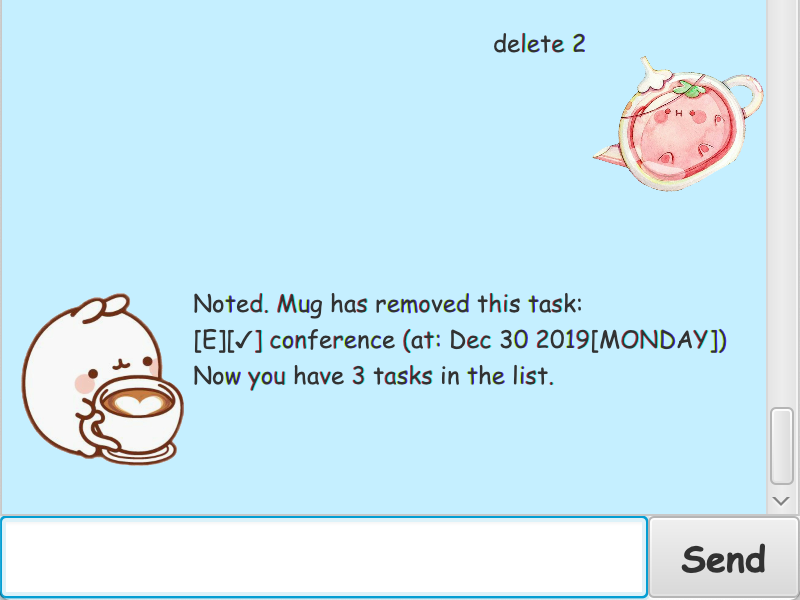 delete 2
Noted. Mug has removed this task:
[E][✓] conference (at: Dec 30 2019[MONDAY])
Now you have 3 tasks in the list.
Send